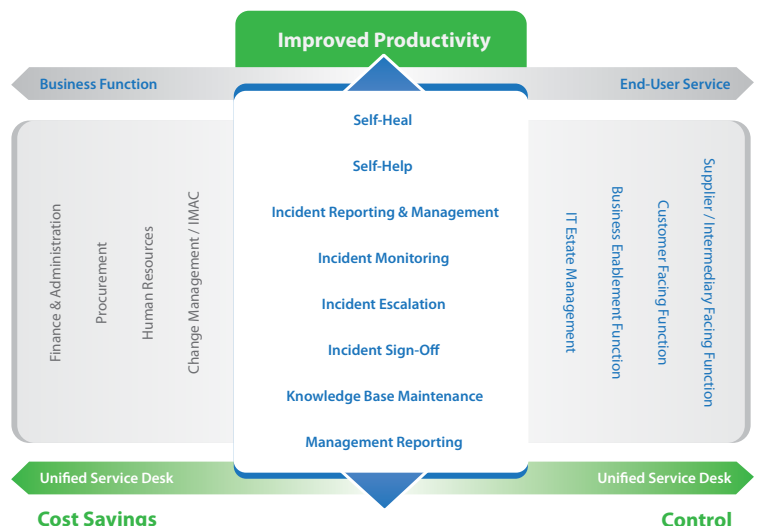 Improved Productivity
Business Function
End-User Service
Self-Heal
Self-Help
Incident Reporting & Management
Incident Monitoring
Incident Escalation
Incident Sign-Off
Knowledge Base Maintenance
Management Reporting
Finance & Administration
Procurement
Human Resources
Change Management / IMAC
IT Estate Management
Business Enablement Function
Customer Facing Function
Supplier / Intermediary Facing Function
Unified Service Desk
Unified Service Desk
Cost Savings
Control